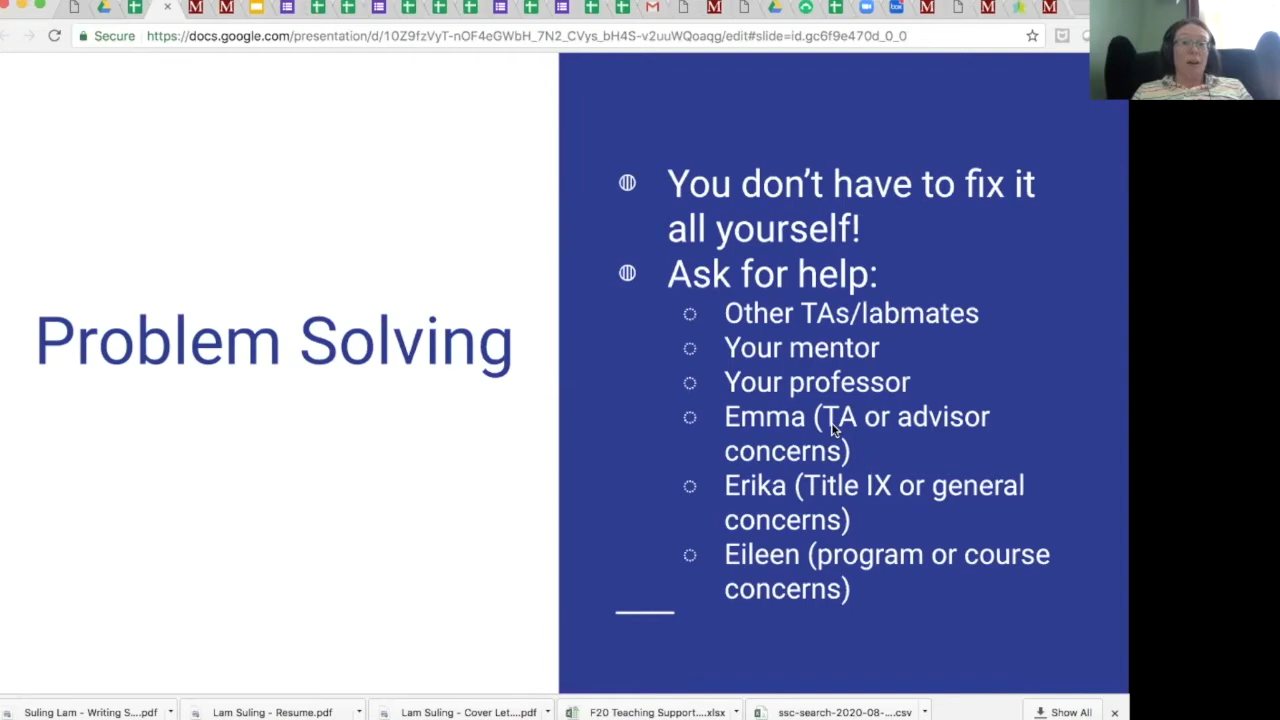 Secure
https://docs.google.com/presentation/d/10Z9fzVyT-nOF4eGWbH_7N2_CVys_bH4S-v2uuWQoaqg/edit#slide=id.gc6f9e470d_0_0
Problem Solving
You don't have to fix it
all yourself!
Ask for help:
Other TAs/labmates
Your mentor
Your professor
Emma (TA or advisor
concerns)
Erika (Title IX or general
concerns)
Eileen (program or course
concerns)
Suling Lam - Writing S....pdf
Lam Suling - Resume.pdf
Lam Suling - Cover Let....pdf
F20 Teaching Support....xlsx
ssc-search-2020-08-....csv
Show All